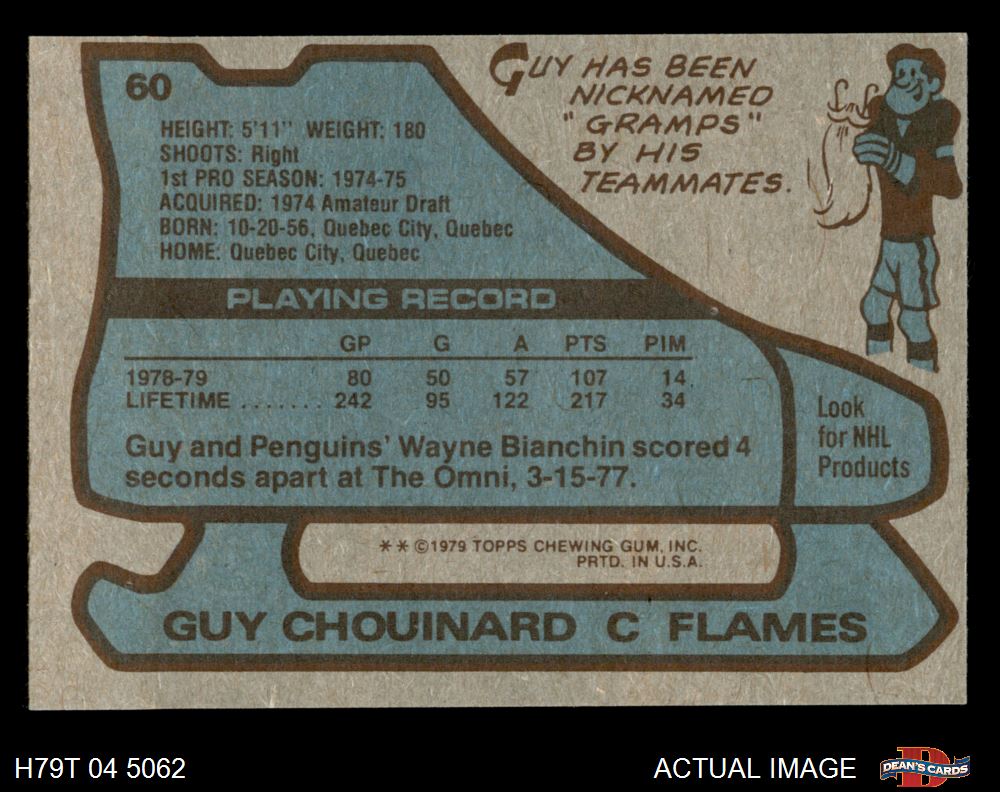 60
HEIGHT: 5'11" WEIGHT: 180
SHOOTS: Right
1st PRO SEASON: 1974-75
ACQUIRED: 1974 Amateur Draft
BORN: 10-20-56, Quebec City, Quebec
HOME: Quebec City, Quebec
GUY HAS BEEN
NICKNAMED
"GRAMPS"
BY HIS
TEAMMATES.
PLAYING RECORD
GP G A PTS PIM
1978-79 80 50 57 107 14
LIFETIME ....... 242 95 122 217 34
Guy and Penguins' Wayne Bianchin scored 4
seconds apart at The Omni, 3-15-77.
Look
for NHL
Products
** ©1979 TOPPS CHEWING GUM, INC.
PRTD. IN U.S.A.
GUY CHOUINARD C FLAMES
H79T 04 5062
ACTUAL IMAGE
D
DEAN'S CARDS